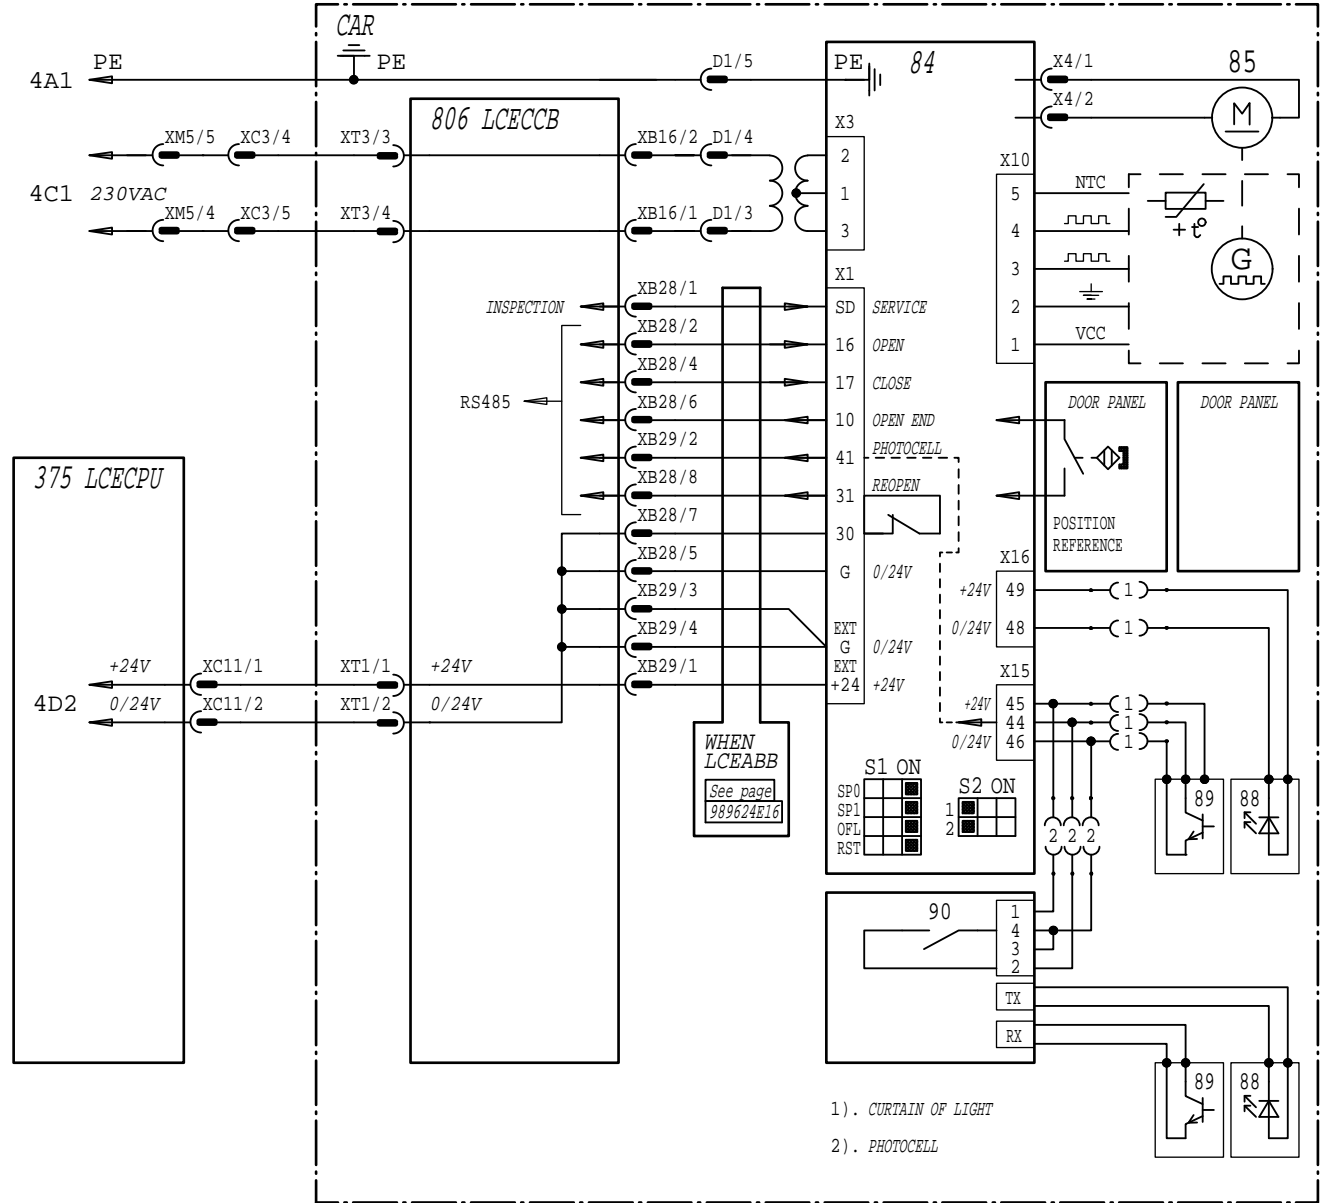 CAR
PE
PE
4A1
D1/5
PE
84
X4/1
85
X4/2
M
806 LCECCB
XM5/5
XC3/4
XT3/3
XB16/2
D1/4
X3
2
X10
4C1
230VAC
1
5
NTC
XM5/4
XC3/5
XT3/4
XB16/1
D1/3
3
4
+t°
3
G
X1
INSPECTION
XB28/1
SD
SERVICE
2
XB28/2
16
OPEN
1
VCC
XB28/4
17
CLOSE
RS485
XB28/6
10
OPEN END
DOOR PANEL
DOOR PANEL
XB29/2
41
PHOTOCELL
375 LCECPU
XB28/8
31
REOPEN
XB28/7
30
POSITION
REFERENCE
XB28/5
G
0/24V
X16
XB29/3
+24V
49
1
XB29/4
EXT
G
0/24V
0/24V
48
1
EXT
+24V
XC11/1
XT1/1
+24V
XB29/1
+24
+24V
X15
4D2
0/24V
XC11/2
XT1/2
0/24V
+24V
45
1
44
1
0/24V
46
1
WHEN
LCEABB
See page
989624E16
S1 ON
SP0
SP1
OFL
RST
S2 ON
1
2
2
2
2
89
88
90
1
4
3
2
TX
RX
89
88
1). CURTAIN OF LIGHT
2). PHOTOCELL